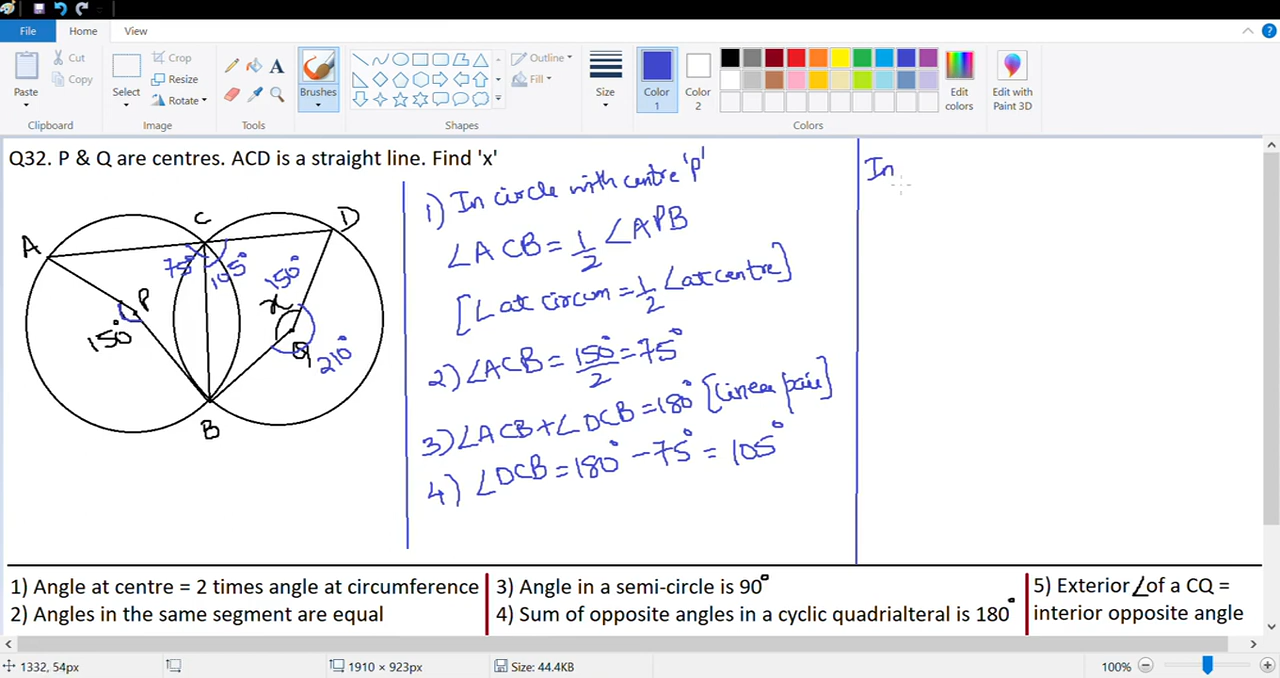 File
Home
View
Paste
Cut
Copy
Clipboard
Select
Crop
Resize
Rotate
Image
Tools
Brushes
Shapes
Outline
Fill
Size
Color 1
Color 2
Edit colors
Edit with Paint 3D
Colors
Q32. P & Q are centres. ACD is a straight line. Find 'x'
A
C
D
75°
105°
150°
P
x
150°
Q
210°
B
1) In circle with centre 'P'
∠ACB = 1/2 ∠APB
[∠ at circum = 1/2 ∠ at centre]
2) ∠ACB = 150°/2 = 75°
3) ∠ACB + ∠DCB = 180° [linear pair]
4) ∠DCB = 180° - 75° = 105°
In
1) Angle at centre = 2 times angle at circumference
2) Angles in the same segment are equal
3) Angle in a semi-circle is 90°
4) Sum of opposite angles in a cyclic quadrialteral is 180°
5) Exterior ∠ of a CQ =
interior opposite angle
1332, 54px
1910 × 923px
Size: 44.4KB
100%